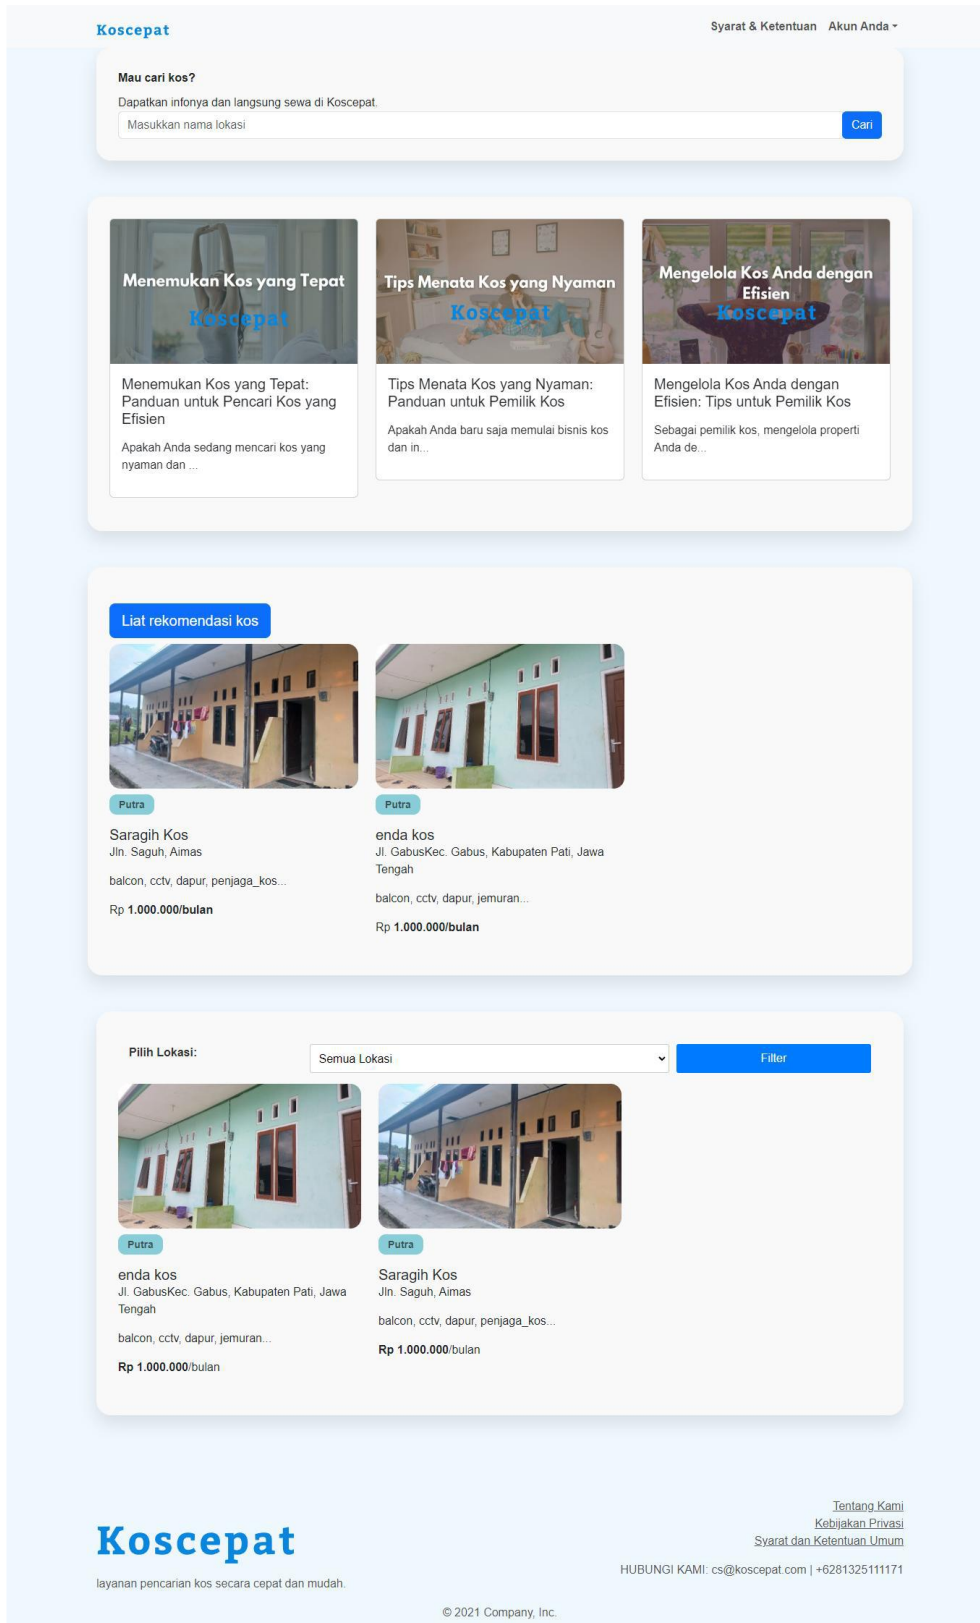 Koscepat
Syarat & Ketentuan
Akun Anda
Mau cari kos?
Dapatkan infonya dan langsung sewa di Koscepat.
Masukkan nama lokasi
Cari
Menemukan Kos yang Tepat
Koscepat
Menemukan Kos yang Tepat:
Panduan untuk Pencari Kos yang
Efisien
Apakah Anda sedang mencari kos yang
nyaman dan ...
Tips Menata Kos yang Nyaman
Koscepat
Tips Menata Kos yang Nyaman:
Panduan untuk Pemilik Kos
Apakah Anda baru saja memulai bisnis kos
dan in...
Mengelola Kos Anda dengan
Efisien
Koscepat
Mengelola Kos Anda dengan
Efisien: Tips untuk Pemilik Kos
Sebagai pemilik kos, mengelola properti
Anda de...
Liat rekomendasi kos
Putra
Saragih Kos
Jln. Saguh, Aimas
balcon, cctv, dapur, penjaga_kos...
Rp 1.000.000/bulan
Putra
enda kos
Jl. GabusKec. Gabus, Kabupaten Pati, Jawa
Tengah
balcon, cctv, dapur, jemuran...
Rp 1.000.000/bulan
Pilih Lokasi:
Semua Lokasi
Filter
Putra
enda kos
Jl. GabusKec. Gabus, Kabupaten Pati, Jawa
Tengah
balcon, cctv, dapur, jemuran...
Rp 1.000.000/bulan
Putra
Saragih Kos
Jln. Saguh, Aimas
balcon, cctv, dapur, penjaga_kos...
Rp 1.000.000/bulan
Koscepat
layanan pencarian kos secara cepat dan mudah.
Tentang Kami
Kebijakan Privasi
Syarat dan Ketentuan Umum
HUBUNGI KAMI: cs@koscepat.com | +6281325111171
© 2021 Company, Inc.